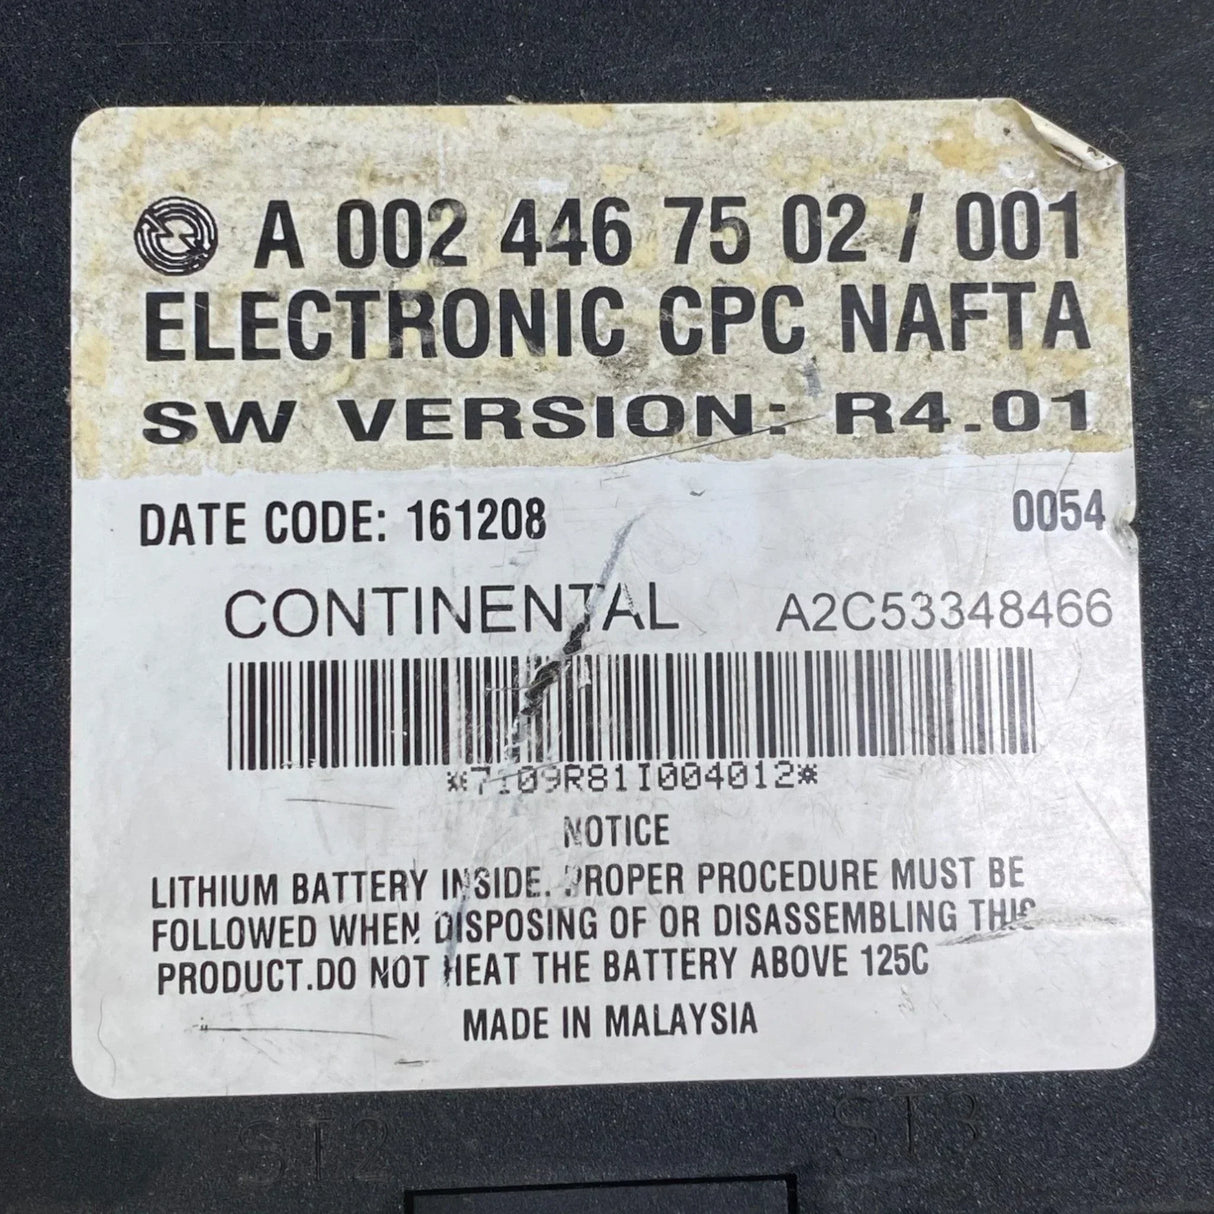 A 002 446 75 02 / 001
ELECTRONIC CPC NAFTA
SW VERSION: R4.01
DATE CODE: 161208 0054
CONTINENTAL A2C53348466
*7109R81I004012*
NOTICE
LITHIUM BATTERY INSIDE. PROPER PROCEDURE MUST BE
FOLLOWED WHEN DISPOSING OF OR DISASSEMBLING THIS
PRODUCT.DO NOT HEAT THE BATTERY ABOVE 125C
MADE IN MALAYSIA
ST2 ST3